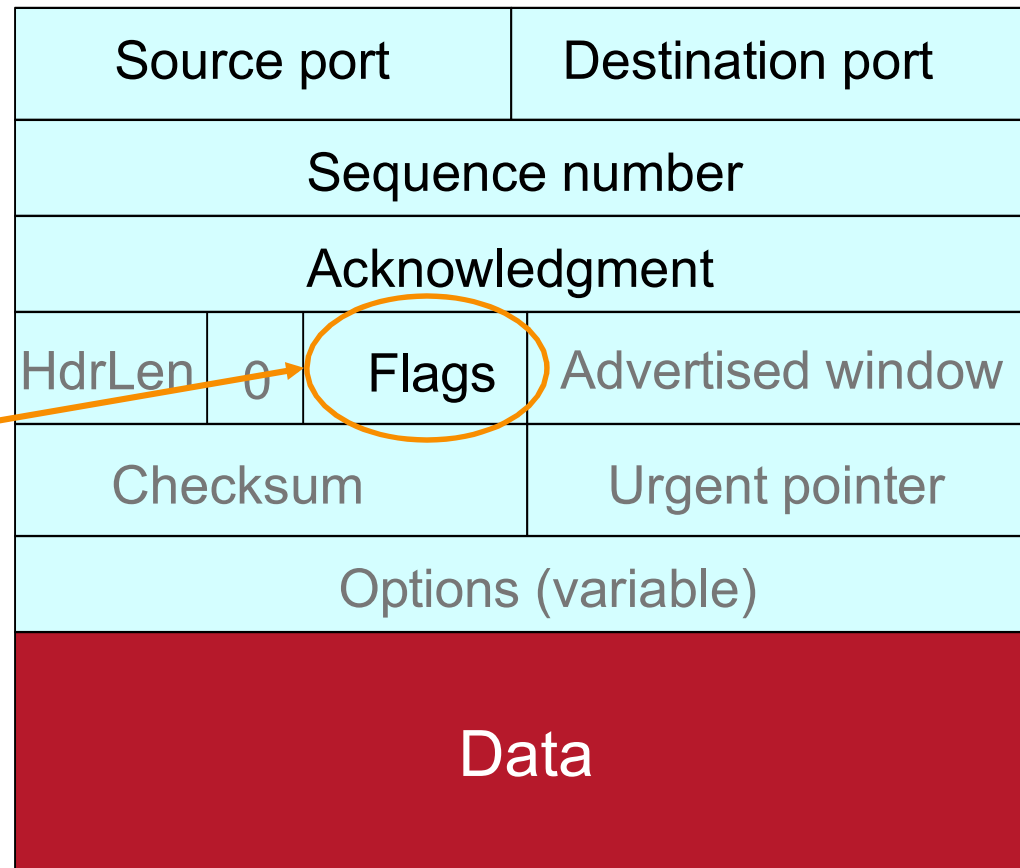 Source port Destination port
Sequence number
Acknowledgment
HdrLen 0 Flags Advertised window
Checksum Urgent pointer
Options (variable)
Data